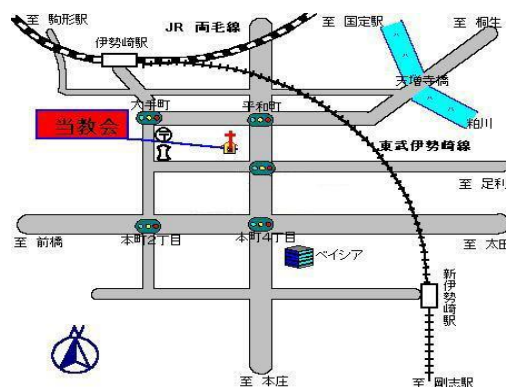 至 駒形駅
JR 両毛線
至 国定駅
至 桐生
伊勢崎駅
天増寺橋
大手町
平和町
粕川
当教会
〒
東武伊勢崎線
至 足利
本町2丁目
本町4丁目
至 前橋
至 太田
ベイシア
新伊勢崎駅
至 本庄
至 剛志駅